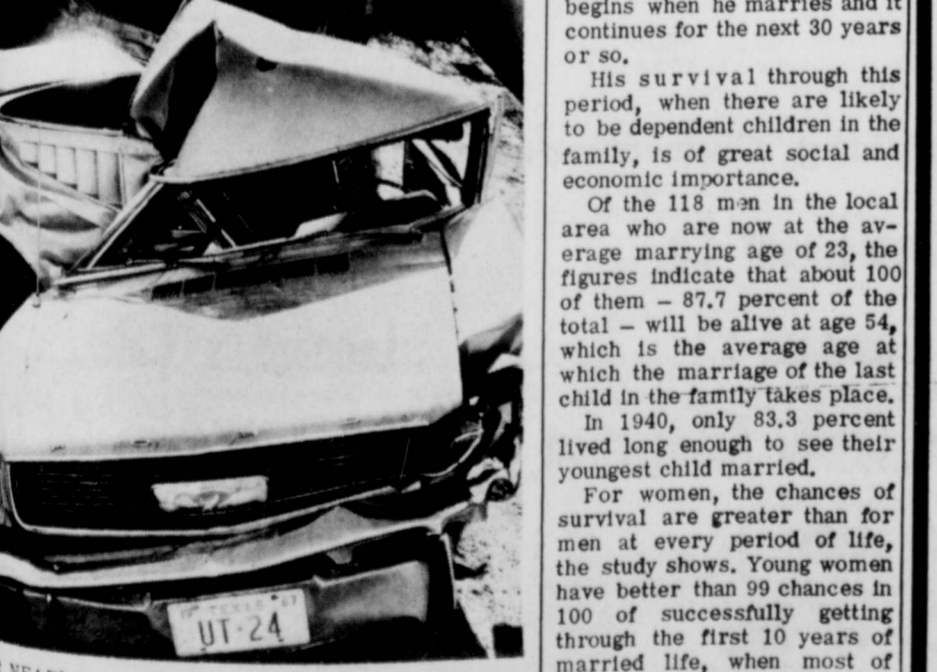 TEXAS 67
UT-24
begins when he marries and it
continues for the next 30 years
or so.
His survival through this
period, when there are likely
to be dependent children in the
family, is of great social and
economic importance.
Of the 118 men in the local
area who are now at the av-
erage marrying age of 23, the
figures indicate that about 100
of them — 87.7 percent of the
total — will be alive at age 54,
which is the average age at
which the marriage of the last
child in the family takes place.
In 1940, only 83.3 percent
lived long enough to see their
youngest child married.
For women, the chances of
survival are greater than for
men at every period of life,
the study shows. Young women
have better than 99 chances in
100 of successfully getting
through the first 10 years of
married life, when most of